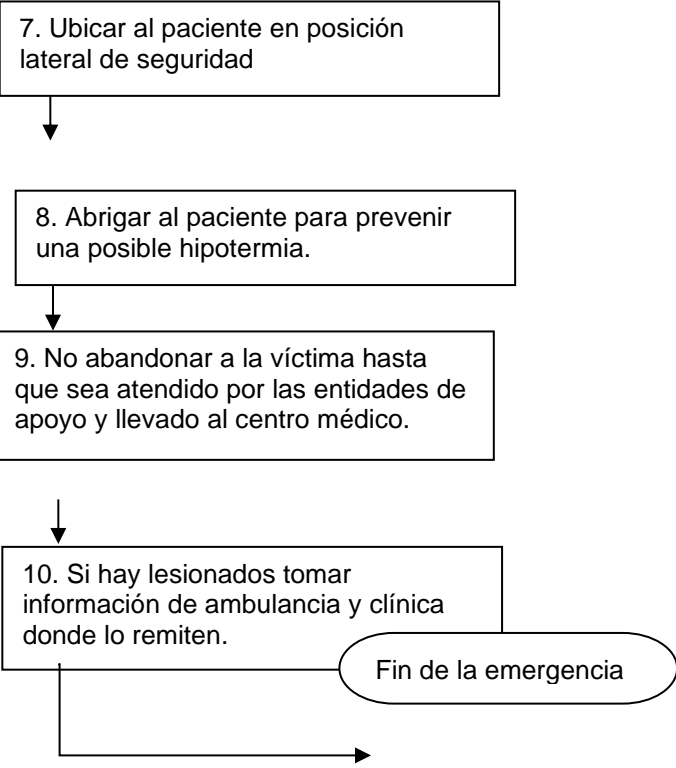 7. Ubicar al paciente en posición
lateral de seguridad
8. Abrigar al paciente para prevenir
una posible hipotermia.
9. No abandonar a la víctima hasta
que sea atendido por las entidades de
apoyo y llevado al centro médico.
10. Si hay lesionados tomar
información de ambulancia y clínica
donde lo remiten.
Fin de la emergencia